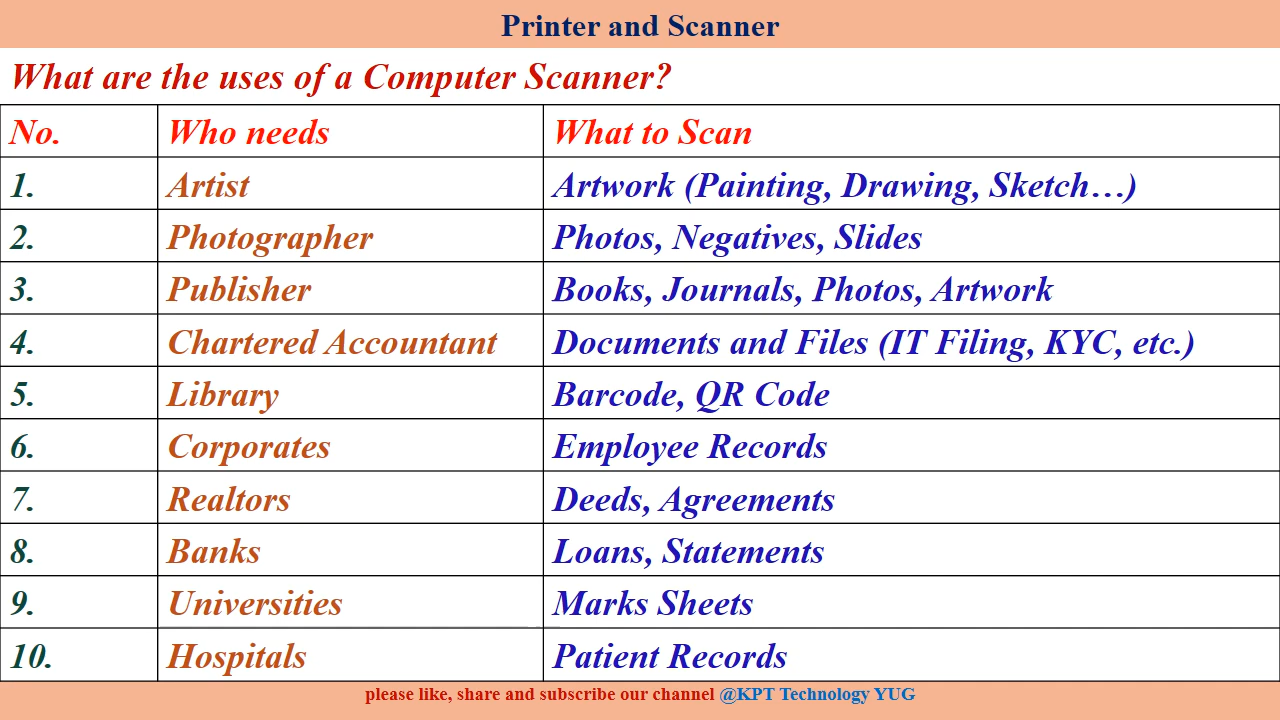 Printer and Scanner
What are the uses of a Computer Scanner?
No. Who needs What to Scan
1. Artist Artwork (Painting, Drawing, Sketch…)
2. Photographer Photos, Negatives, Slides
3. Publisher Books, Journals, Photos, Artwork
4. Chartered Accountant Documents and Files (IT Filing, KYC, etc.)
5. Library Barcode, QR Code
6. Corporates Employee Records
7. Realtors Deeds, Agreements
8. Banks Loans, Statements
9. Universities Marks Sheets
10. Hospitals Patient Records
please like, share and subscribe our channel @KPT Technology YUG